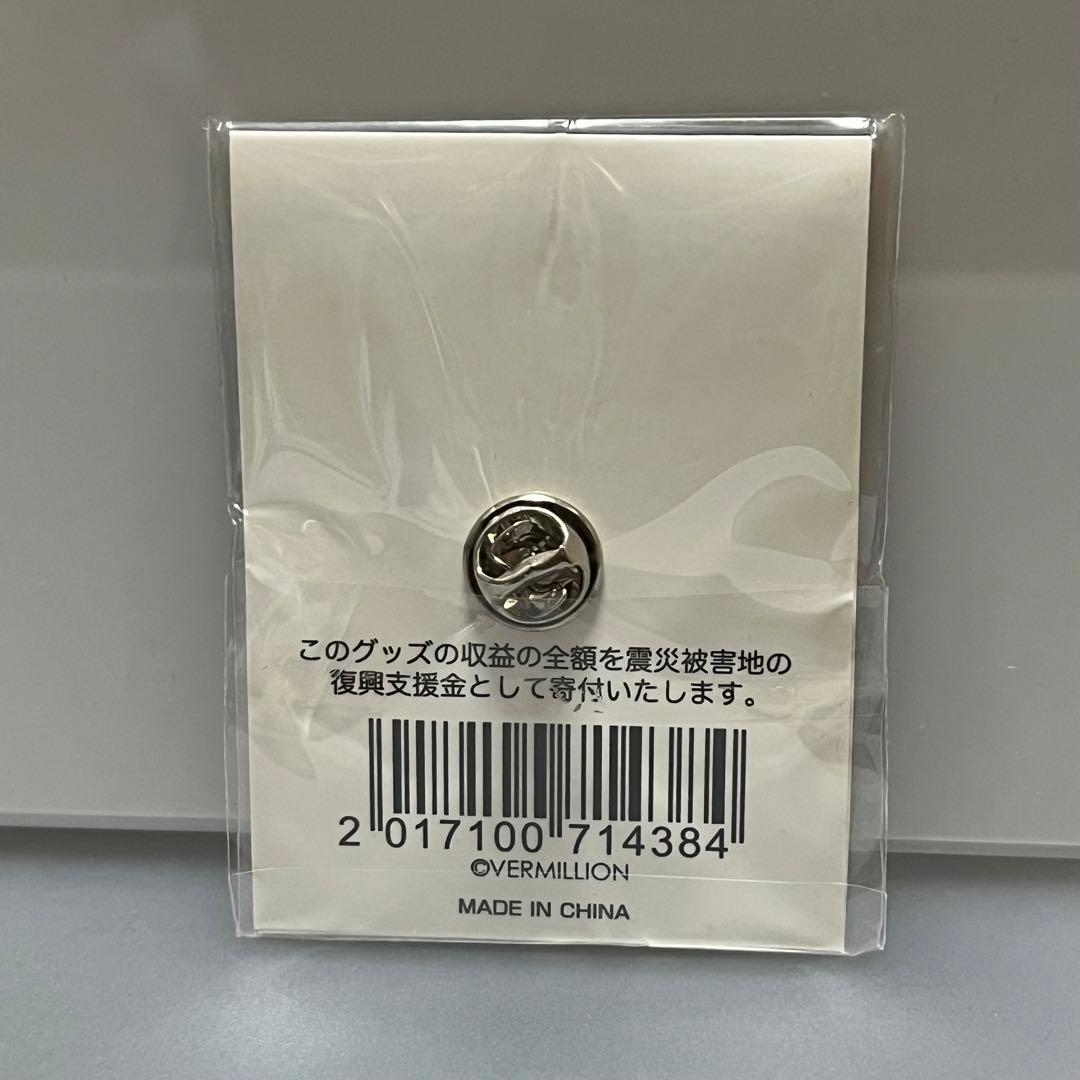 このグッズの収益の全額を震災被害地の
復興支援金として寄付いたします。
2 017100 714384
©VERMILLION
MADE IN CHINA